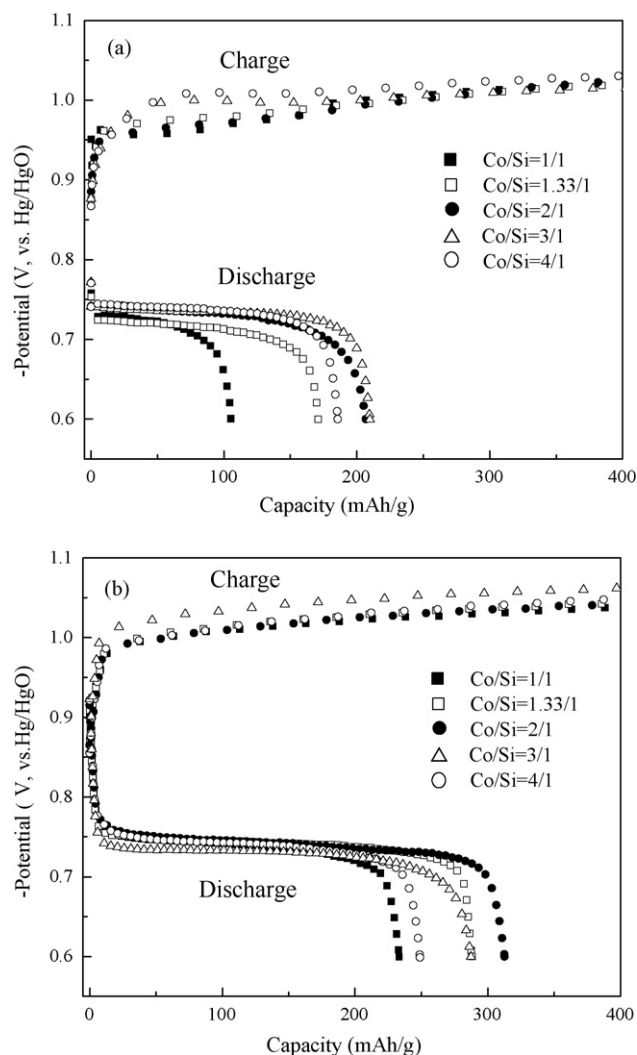 (a)
Charge
Co/Si=1/1
Co/Si=1.33/1
Co/Si=2/1
Co/Si=3/1
Co/Si=4/1
Discharge
1.1
1.0
0.9
0.8
0.7
0.6
-Potential (V, vs. Hg/HgO)
0 100 200 300 400
Capacity (mAh/g)
(b)
Charge
Co/Si=1/1
Co/Si=1.33/1
Co/Si=2/1
Co/Si=3/1
Co/Si=4/1
Discharge
1.1
1.0
0.9
0.8
0.7
0.6
-Potential ( V, vs.Hg/HgO)
0 100 200 300 400
Capacity (mAh/g)